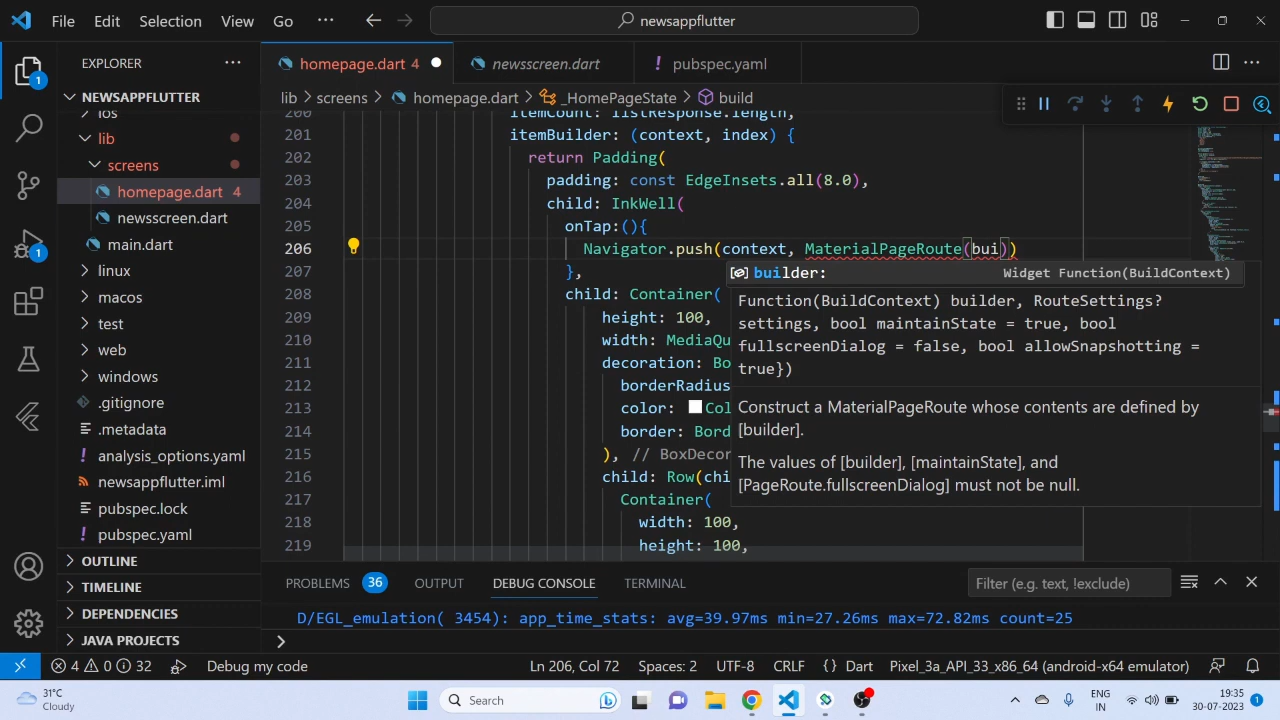 File Edit Selection View Go ··· newsappflutter
EXPLORER ···
homepage.dart 4 newsscreen.dart pubspec.yaml ···
NEWSAPPFLUTTER
ios
lib
screens
homepage.dart 4
newsscreen.dart
main.dart
linux
macos
test
web
windows
.gitignore
.metadata
analysis_options.yaml
newsappflutter.iml
pubspec.lock
pubspec.yaml
OUTLINE
TIMELINE
DEPENDENCIES
JAVA PROJECTS
1
1
lib > screens > homepage.dart > _HomePageState > build
200 itemCount: listResponse.length,
201 itemBuilder: (context, index) {
202 return Padding(
203 padding: const EdgeInsets.all(8.0),
204 child: InkWell(
205 onTap:(){
206 Navigator.push(context, MaterialPageRoute(bui))
207 },
208 child: Container(
209 height: 100,
210 width: MediaQu
211 decoration: Bo
212 borderRadius
213 color: Col
214 border: Bord
215 ), // BoxDecor
216 child: Row(chi
217 Container(
218 width: 100,
219 height: 100,
builder: Widget Function(BuildContext)
Function(BuildContext) builder, RouteSettings?
settings, bool maintainState = true, bool
fullscreenDialog = false, bool allowSnapshotting =
true})
Construct a MaterialPageRoute whose contents are defined by
[builder].
The values of [builder], [maintainState], and
[PageRoute.fullscreenDialog] must not be null.
PROBLEMS 36 OUTPUT DEBUG CONSOLE TERMINAL Filter (e.g. text, !exclude)
D/EGL_emulation( 3454): app_time_stats: avg=39.97ms min=27.26ms max=72.82ms count=25
>
4 0 32 Debug my code Ln 206, Col 72 Spaces: 2 UTF-8 CRLF {} Dart Pixel_3a_API_33_x86_64 (android-x64 emulator)
31°C
Cloudy
Search
ENG
IN
19:35
30-07-2023
1